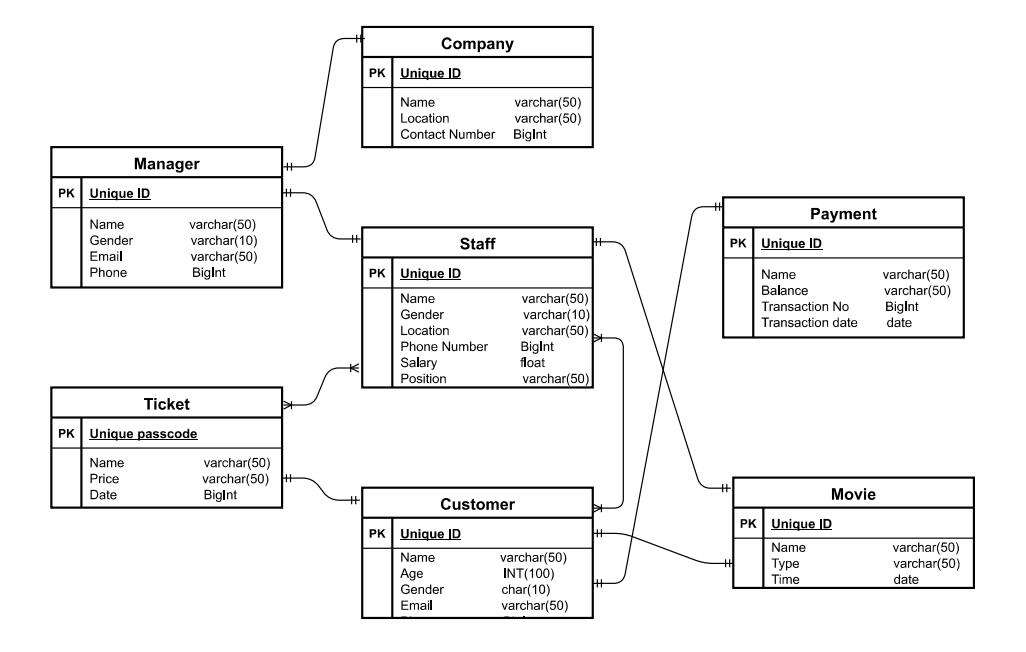 Company
PK Unique ID
Name varchar(50)
Location varchar(50)
Contact Number BigInt
Manager
PK Unique ID
Name varchar(50)
Gender varchar(10)
Email varchar(50)
Phone BigInt
Staff
PK Unique ID
Name varchar(50)
Gender varchar(10)
Location varchar(50)
Phone Number BigInt
Salary float
Position varchar(50)
Payment
PK Unique ID
Name varchar(50)
Balance varchar(50)
Transaction No BigInt
Transaction date date
Ticket
PK Unique passcode
Name varchar(50)
Price varchar(50)
Date BigInt
Customer
PK Unique ID
Name varchar(50)
Age INT(100)
Gender char(10)
Email varchar(50)
Movie
PK Unique ID
Name varchar(50)
Type varchar(50)
Time date